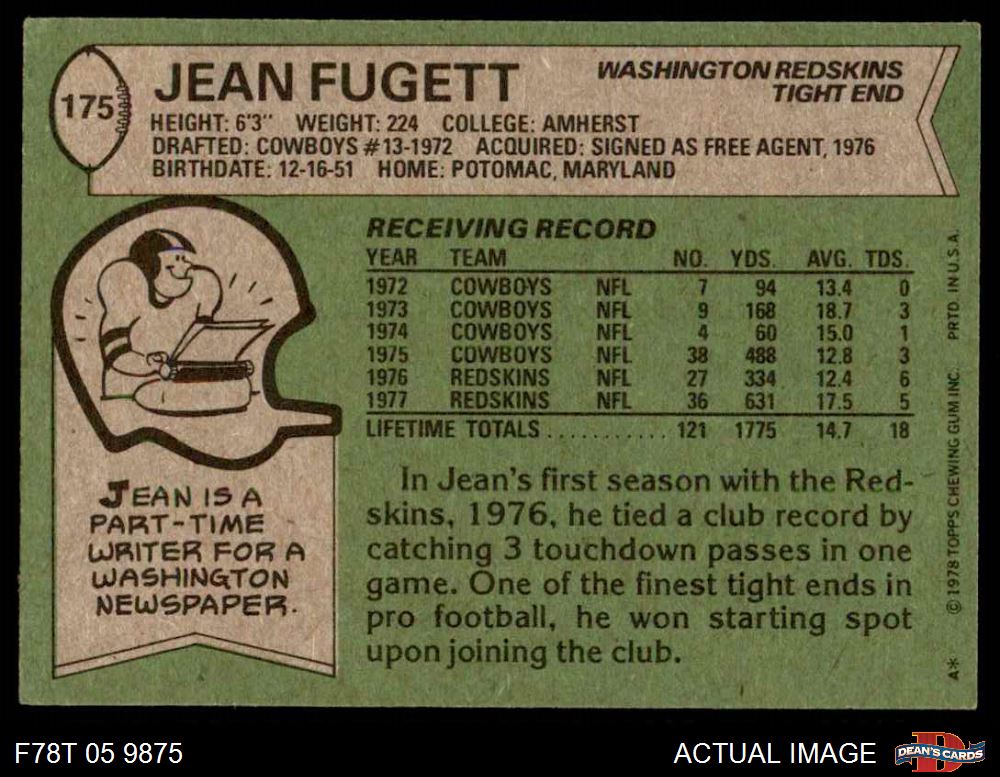 175
JEAN FUGETT
WASHINGTON REDSKINS
TIGHT END
HEIGHT: 6'3" WEIGHT: 224 COLLEGE: AMHERST
DRAFTED: COWBOYS #13-1972 ACQUIRED: SIGNED AS FREE AGENT, 1976
BIRTHDATE: 12-16-51 HOME: POTOMAC, MARYLAND
RECEIVING RECORD
YEAR TEAM NO. YDS. AVG. TDS.
1972 COWBOYS NFL 7 94 13.4 0
1973 COWBOYS NFL 9 168 18.7 3
1974 COWBOYS NFL 4 60 15.0 1
1975 COWBOYS NFL 38 488 12.8 3
1976 REDSKINS NFL 27 334 12.4 6
1977 REDSKINS NFL 36 631 17.5 5
LIFETIME TOTALS ........... 121 1775 14.7 18
JEAN IS A
PART-TIME
WRITER FOR A
WASHINGTON
NEWSPAPER.
In Jean's first season with the Red-
skins, 1976, he tied a club record by
catching 3 touchdown passes in one
game. One of the finest tight ends in
pro football, he won starting spot
upon joining the club.
A* © 1978 TOPPS CHEWING GUM INC. PRTD. IN U.S.A.
F78T 05 9875
ACTUAL IMAGE
D
DEAN'S CARDS